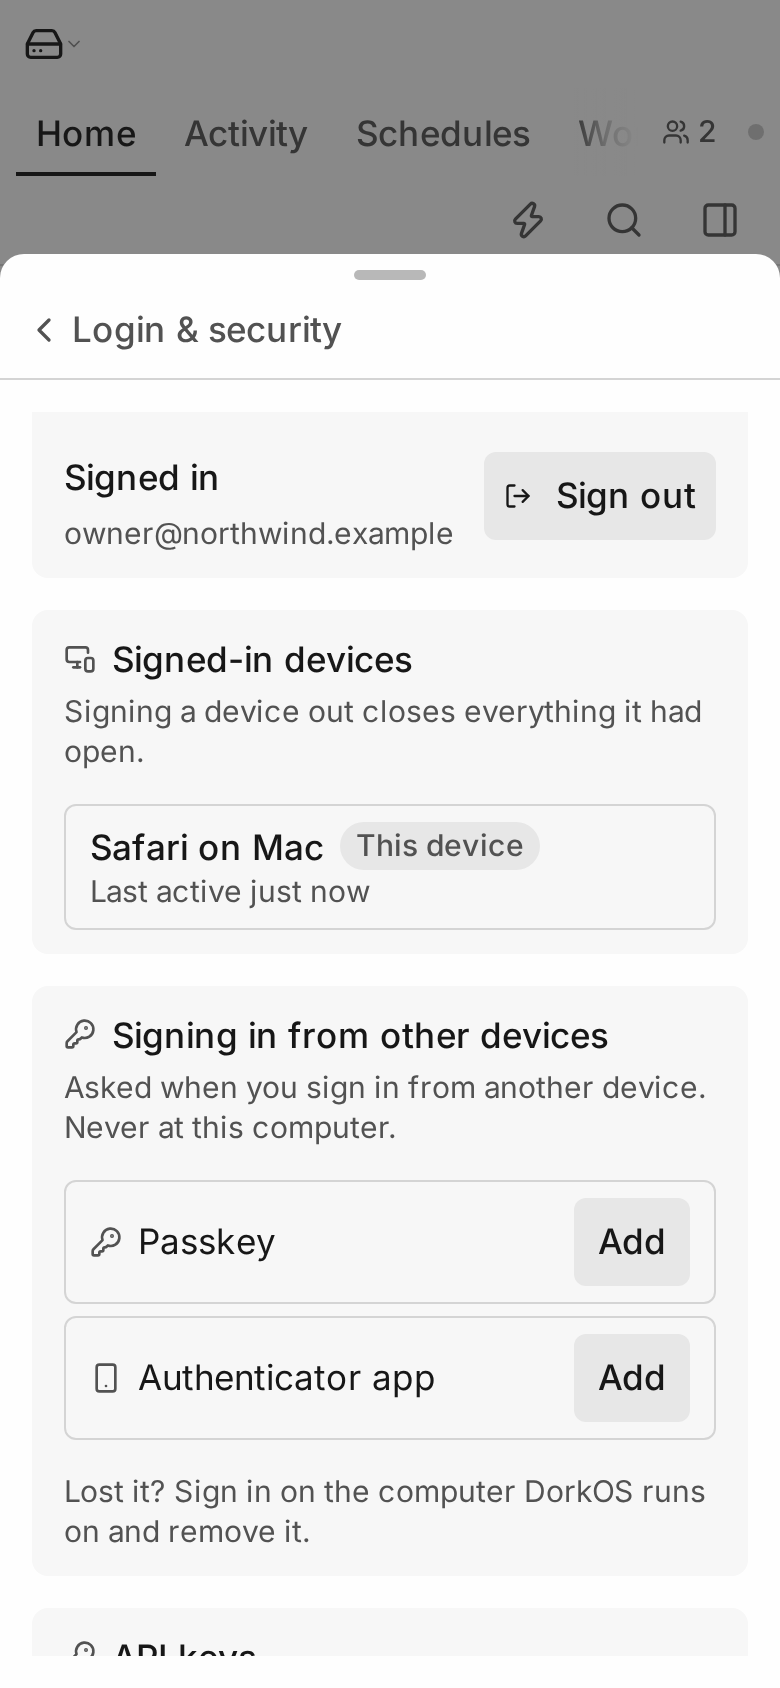 Home Activity Schedules Wo 2
Login & security
Signed in
owner@northwind.example
Sign out
Signed-in devices
Signing a device out closes everything it had
open.
Safari on Mac This device
Last active just now
Signing in from other devices
Asked when you sign in from another device.
Never at this computer.
Passkey Add
Authenticator app Add
Lost it? Sign in on the computer DorkOS runs
on and remove it.
API keys